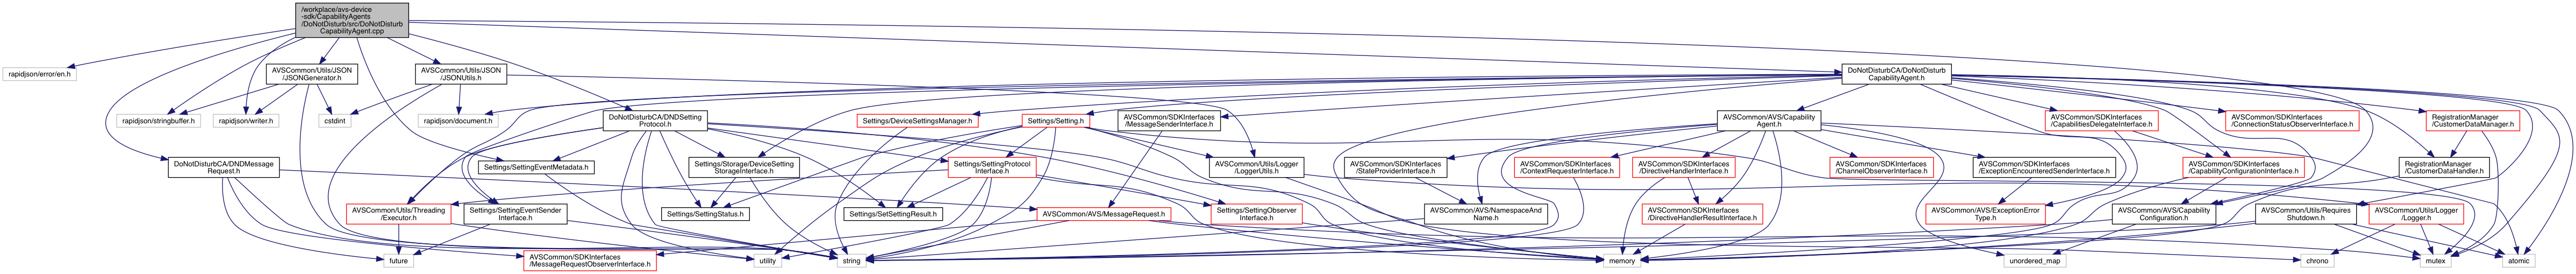 /workplace/avs-device
-sdk/CapabilityAgents
/DoNotDisturb/src/DoNotDisturb
CapabilityAgent.cpp
rapidjson/error/en.h
AVSCommon/Utils/JSON
/JSONGenerator.h
AVSCommon/Utils/JSON
/JSONUtils.h
DoNotDisturbCA/DoNotDisturb
CapabilityAgent.h
rapidjson/stringbuffer.h
rapidjson/writer.h
cstdint
rapidjson/document.h
DoNotDisturbCA/DNDSetting
Protocol.h
Settings/DeviceSettingsManager.h
Settings/Setting.h
AVSCommon/SDKInterfaces
/MessageSenderInterface.h
AVSCommon/AVS/Capability
Agent.h
AVSCommon/SDKInterfaces
/CapabilitiesDelegateInterface.h
AVSCommon/SDKInterfaces
/ConnectionStatusObserverInterface.h
RegistrationManager
/CustomerDataManager.h
DoNotDisturbCA/DNDMessage
Request.h
Settings/SettingEventMetadata.h
Settings/Storage/DeviceSetting
StorageInterface.h
Settings/SettingProtocol
Interface.h
AVSCommon/Utils/Logger
/LoggerUtils.h
AVSCommon/SDKInterfaces
/StateProviderInterface.h
AVSCommon/SDKInterfaces
/ContextRequesterInterface.h
AVSCommon/SDKInterfaces
/DirectiveHandlerInterface.h
AVSCommon/SDKInterfaces
/ChannelObserverInterface.h
AVSCommon/SDKInterfaces
/ExceptionEncounteredSenderInterface.h
AVSCommon/SDKInterfaces
/CapabilityConfigurationInterface.h
RegistrationManager
/CustomerDataHandler.h
AVSCommon/Utils/Threading
/Executor.h
Settings/SettingEventSender
Interface.h
Settings/SettingStatus.h
Settings/SetSettingResult.h
AVSCommon/AVS/MessageRequest.h
Settings/SettingObserver
Interface.h
AVSCommon/AVS/NamespaceAnd
Name.h
AVSCommon/SDKInterfaces
/DirectiveHandlerResultInterface.h
AVSCommon/AVS/ExceptionError
Type.h
AVSCommon/AVS/Capability
Configuration.h
AVSCommon/Utils/Requires
Shutdown.h
AVSCommon/Utils/Logger
/Logger.h
future
AVSCommon/SDKInterfaces
/MessageRequestObserverInterface.h
utility
string
memory
unordered_map
chrono
mutex
atomic